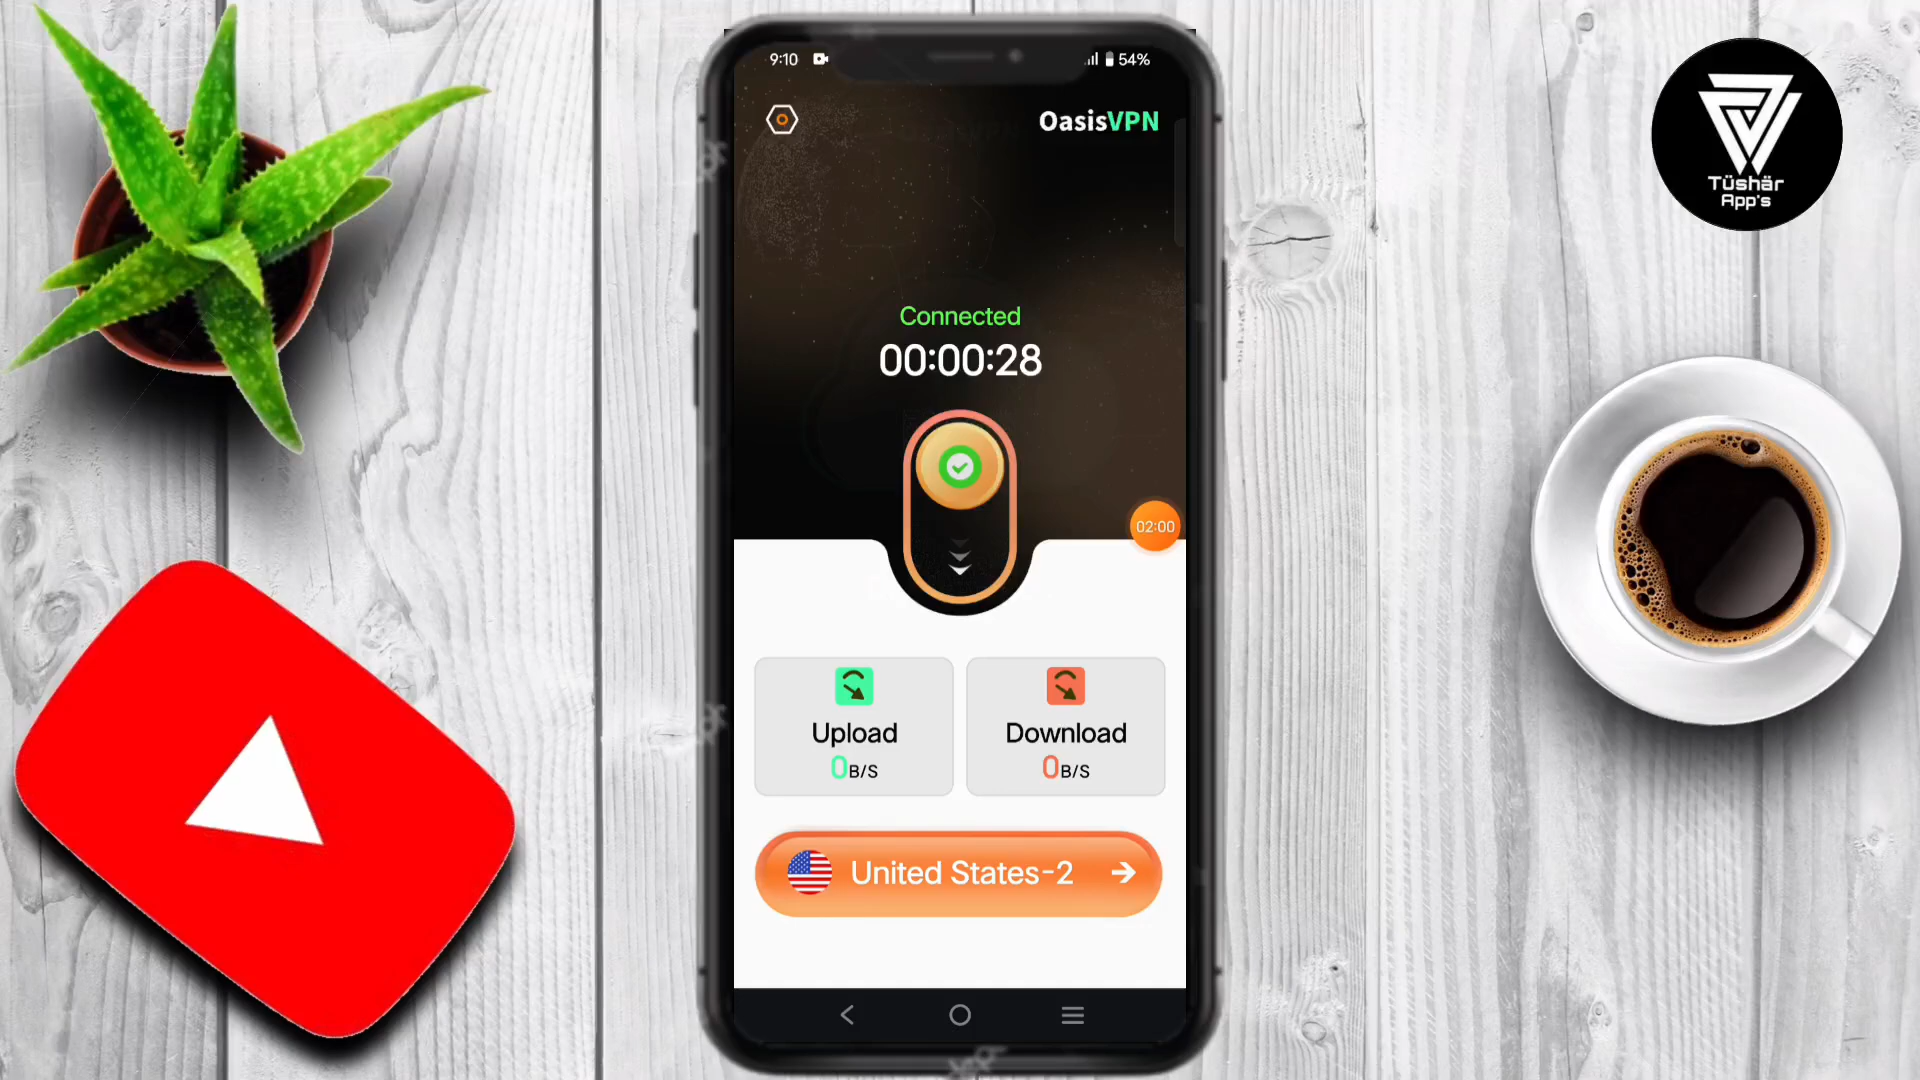 9:10
54%
OasisVPN
Tüshär
App's
Connected
00:00:28
02:00
Upload
0B/S
Download
0B/S
United States-2